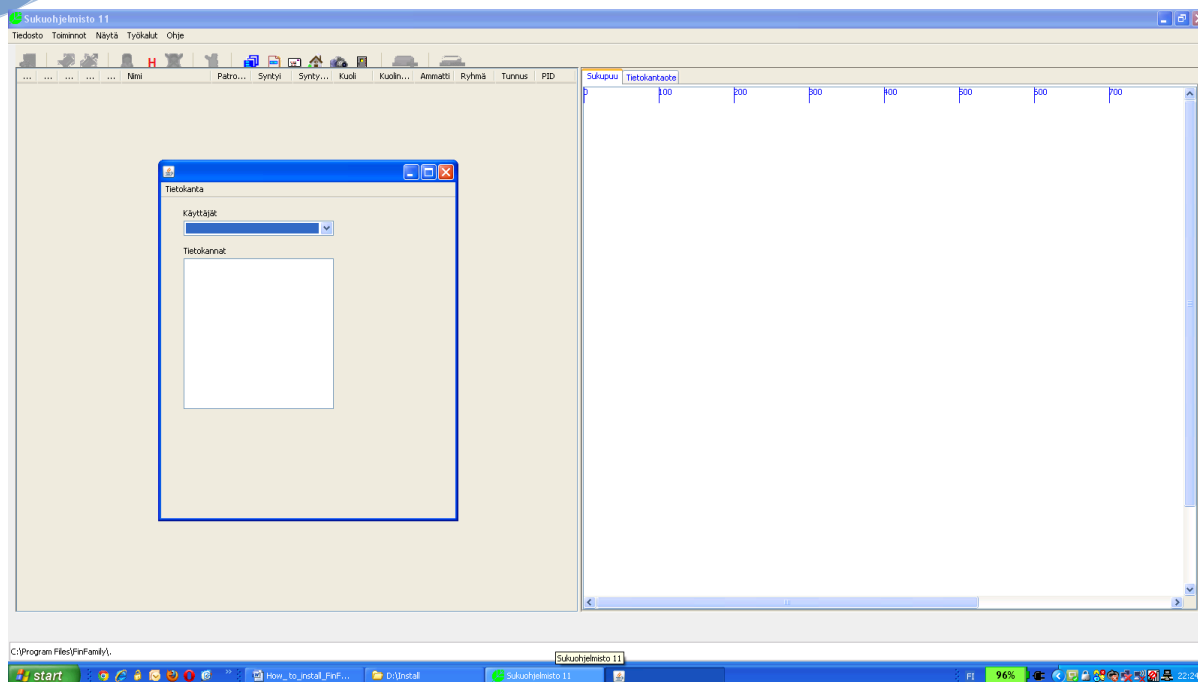 Sukuohjelmisto 11
Tiedosto Toiminnot Näytä Työkalut Ohje
H
... ... ... ... ... Nimi Patro... Syntyi Synty... Kuoli Kuolin... Ammatti Ryhmä Tunnus PID
Sukupuu Tietokantaote
0 100 200 300 400 500 600 700
Tietokanta
Käyttäjät
Tietokannat
C:\Program Files\FinFamily\.
Sukuohjelmisto 11
start
How_to_install_FinF...
D:\Install
Sukuohjelmisto 11
FI 96%